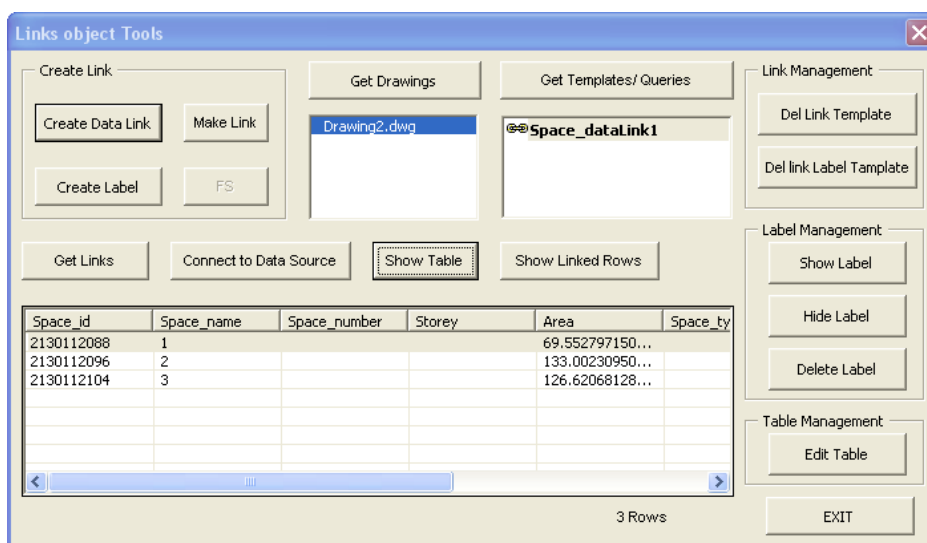 Links object Tools
Create Link
Create Data Link
Make Link
Create Label
FS
Get Drawings
Drawing2.dwg
Get Templates/ Queries
Space_dataLink1
Link Management
Del Link Template
Del link Label Tamplate
Get Links
Connect to Data Source
Show Table
Show Linked Rows
Label Management
Show Label
Hide Label
Delete Label
Space_id Space_name Space_number Storey Area Space_ty
2130112088 1 69.552797150...
2130112096 2 133.00230950...
2130112104 3 126.62068128...
Table Management
Edit Table
3 Rows
EXIT